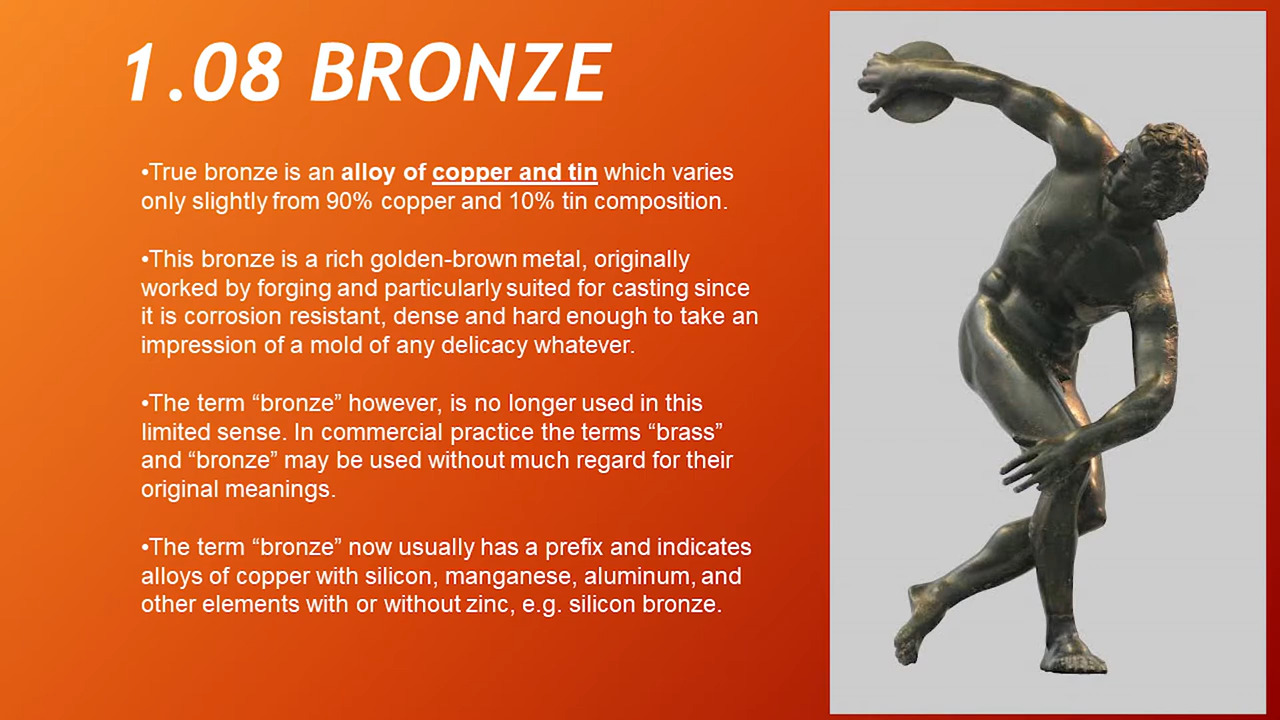 1.08 BRONZE
•True bronze is an alloy of copper and tin which varies
only slightly from 90% copper and 10% tin composition.
•This bronze is a rich golden-brown metal, originally
worked by forging and particularly suited for casting since
it is corrosion resistant, dense and hard enough to take an
impression of a mold of any delicacy whatever.
•The term “bronze” however, is no longer used in this
limited sense. In commercial practice the terms “brass”
and “bronze” may be used without much regard for their
original meanings.
•The term “bronze” now usually has a prefix and indicates
alloys of copper with silicon, manganese, aluminum, and
other elements with or without zinc, e.g. silicon bronze.